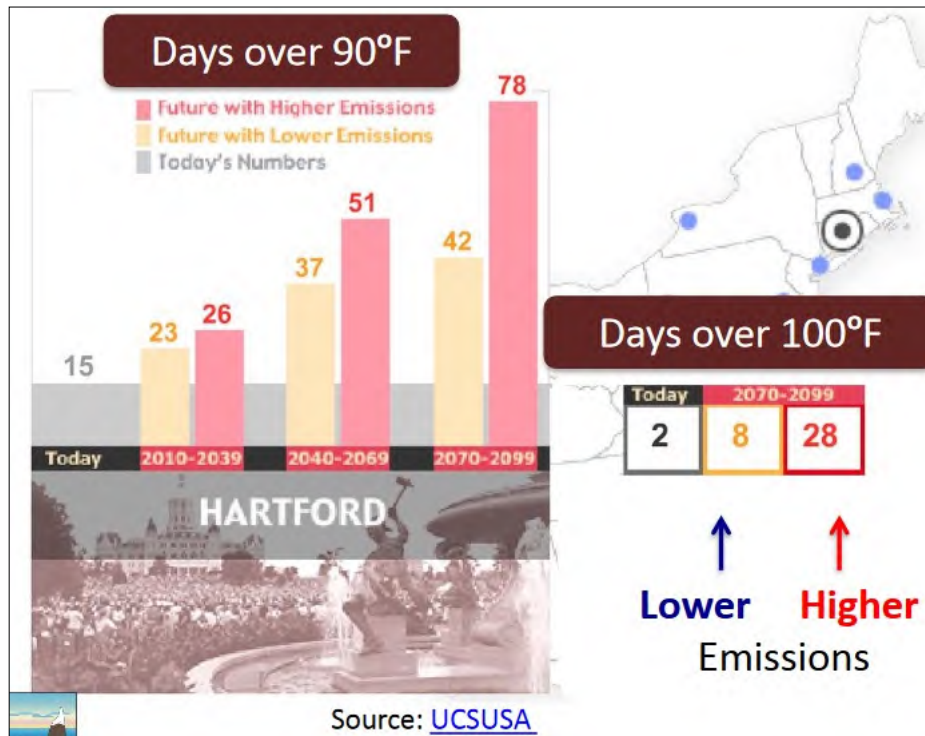 Days over 90°F
78
Future with Higher Emissions
Future with Lower Emissions
Today's Numbers
51
42
37
26
23
15
Today 2010-2039 2040-2069 2070-2099
HARTFORD
Days over 100°F
Today 2070-2099
2 8 28
Lower Higher
Emissions
Source: UCSUSA